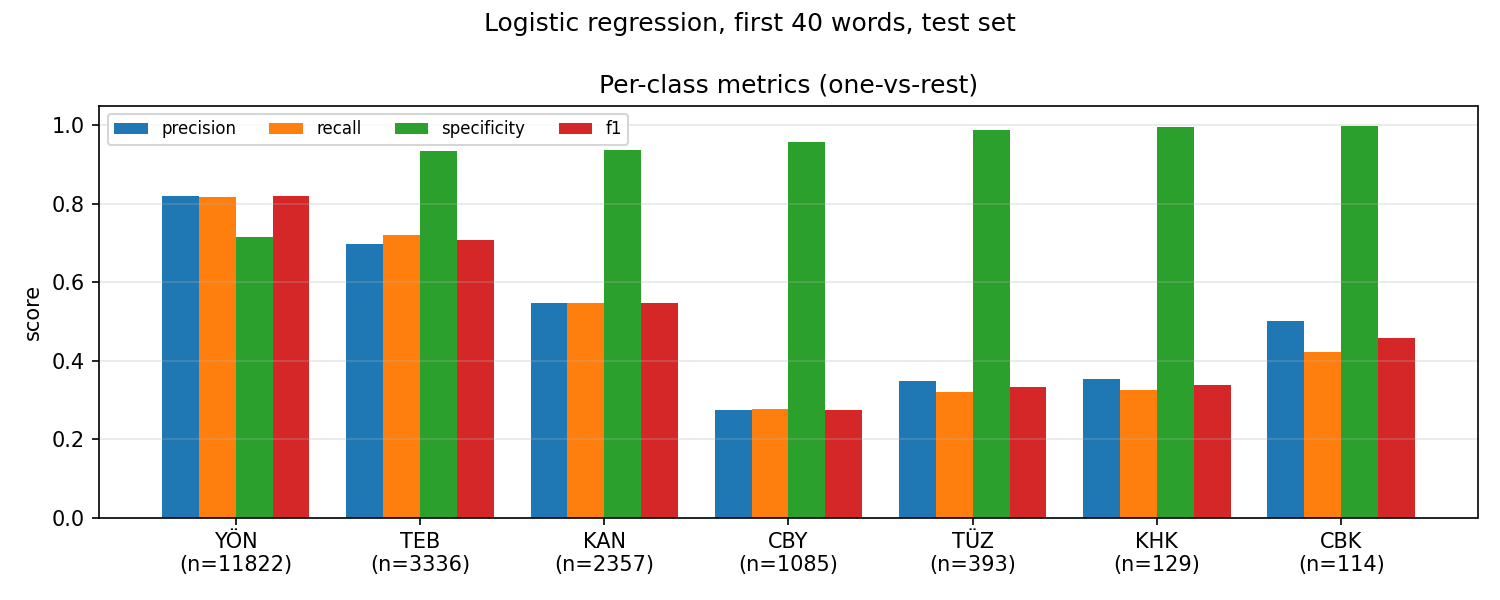 Logistic regression, first 40 words, test set
Per-class metrics (one-vs-rest)
precision recall specificity f1
score
1.0
0.8
0.6
0.4
0.2
0.0
YÖN TEB KAN CBY TÜZ KHK CBK
(n=11822) (n=3336) (n=2357) (n=1085) (n=393) (n=129) (n=114)